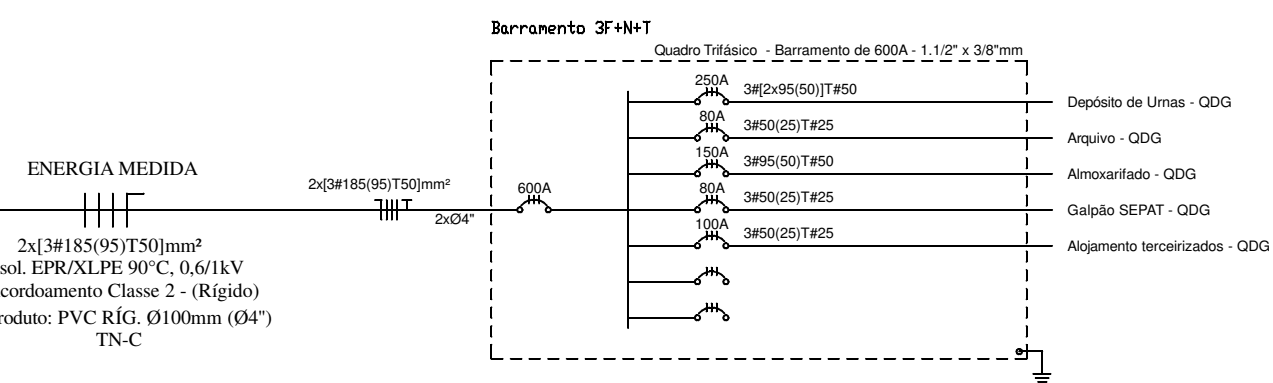 Barramento 3F+N+T
Quadro Trifásico - Barramento de 600A - 1.1/2" x 3/8"mm
250A
3#[2x95(50)]T#50
Depósito de Urnas - QDG
80A
3#50(25)T#25
Arquivo - QDG
150A
3#95(50)T#50
Almoxarifado - QDG
80A
3#50(25)T#25
Galpão SEPAT - QDG
100A
3#50(25)T#25
Alojamento terceirizados - QDG
ENERGIA MEDIDA
2x[3#185(95)T50]mm²
600A
2xØ4"
2x[3#185(95)T50]mm²
sol. EPR/XLPE 90°C, 0,6/1kV
cordoamento Classe 2 - (Rígido)
roduto: PVC RÍG. Ø100mm (Ø4")
TN-C